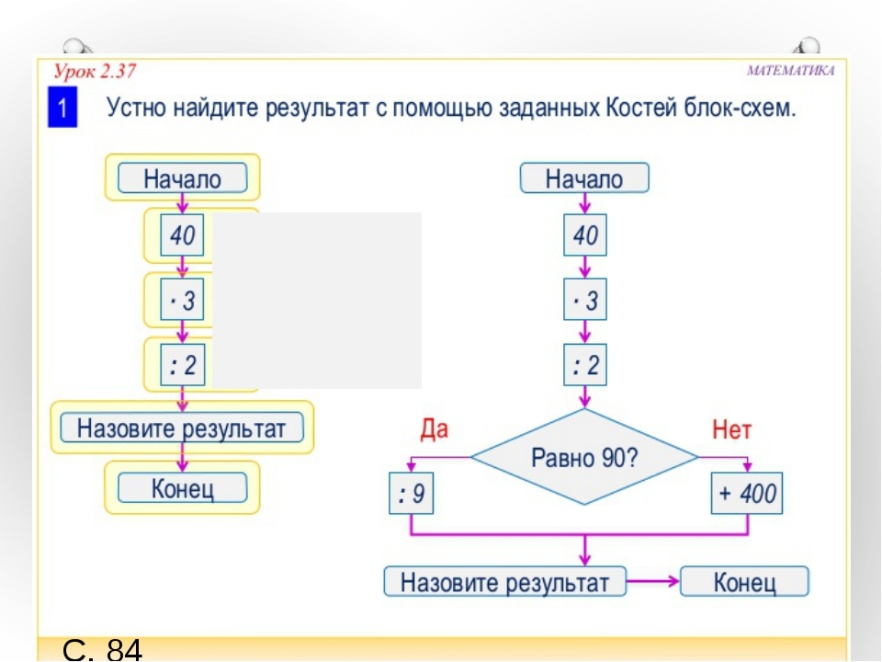 Урок 2.37
МАТЕМАТИКА
1 Устно найдите результат с помощью заданных Костей блок-схем.
Начало
40
· 3
: 2
Назовите результат
Конец
Начало
40
· 3
: 2
Равно 90?
Да
Нет
: 9
+ 400
Назовите результат
Конец
С. 84